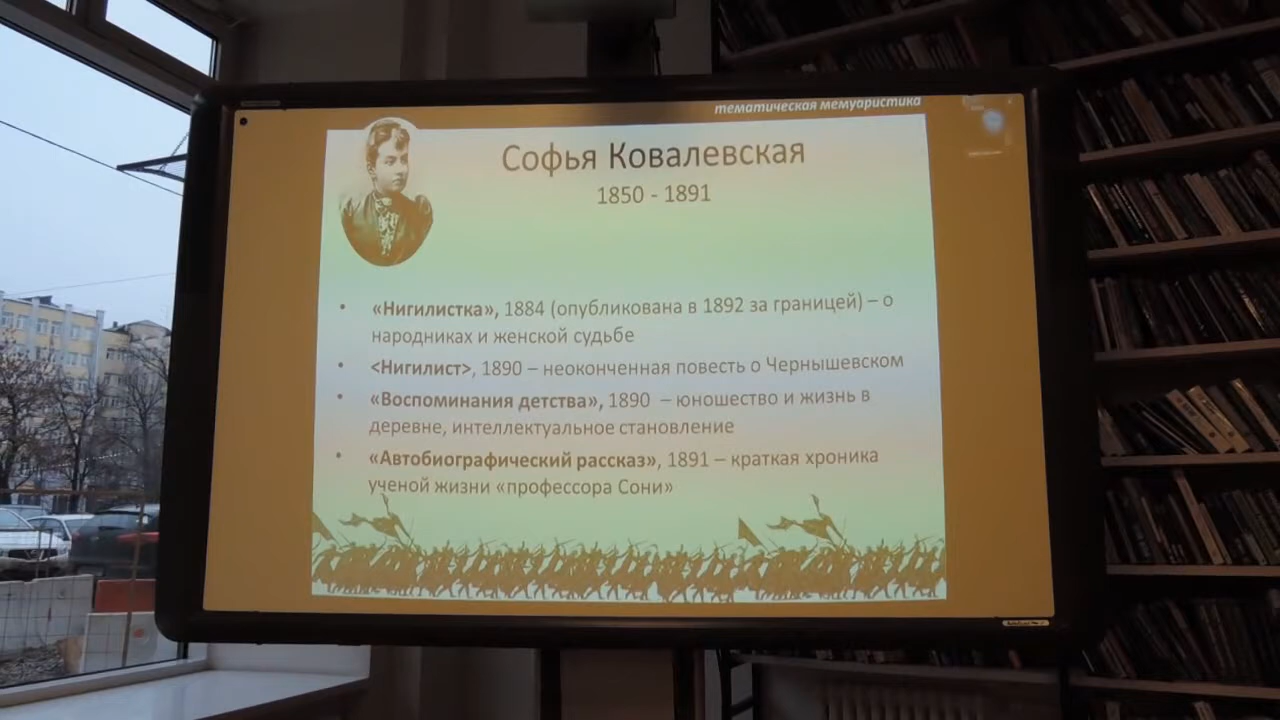 тематическая мемуаристика
Софья Ковалевская
1850 - 1891
• «Нигилистка», 1884 (опубликована в 1892 за границей) – о
народниках и женской судьбе
• <Нигилист>, 1890 – неоконченная повесть о Чернышевском
• «Воспоминания детства», 1890 – юношество и жизнь в
деревне, интеллектуальное становление
• «Автобиографический рассказ», 1891 – краткая хроника
ученой жизни «профессора Сони»